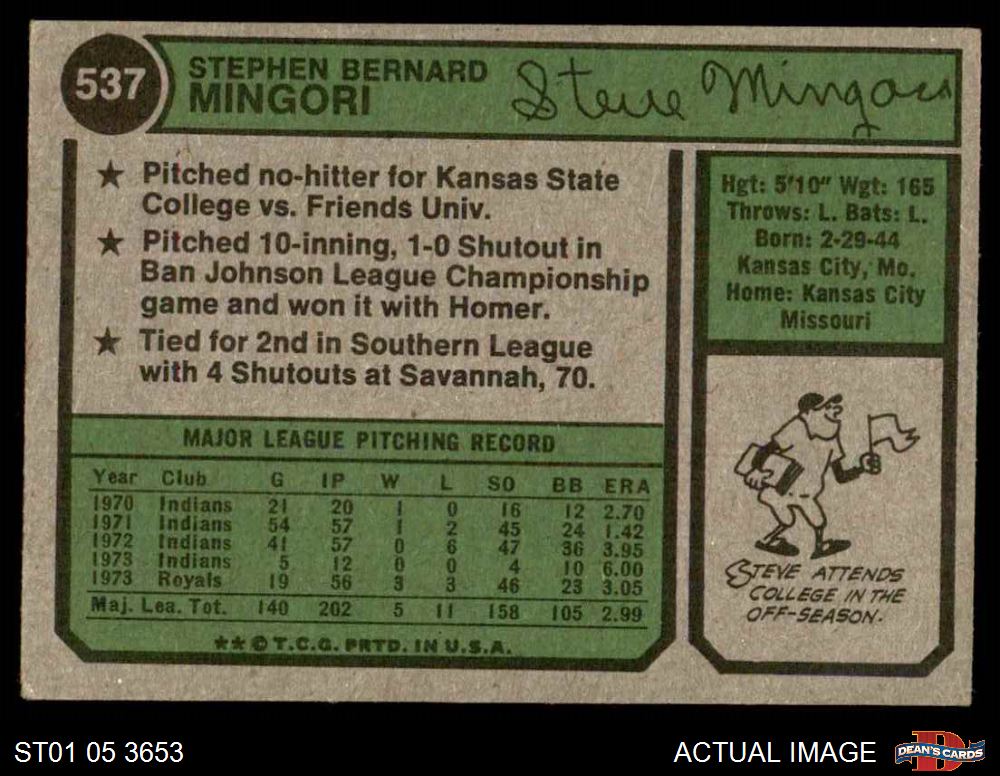 537
STEPHEN BERNARD
MINGORI
Steve Mingori
★ Pitched no-hitter for Kansas State
College vs. Friends Univ.
★ Pitched 10-inning, 1-0 Shutout in
Ban Johnson League Championship
game and won it with Homer.
★ Tied for 2nd in Southern League
with 4 Shutouts at Savannah, 70.
Hgt: 5'10" Wgt: 165
Throws: L. Bats: L.
Born: 2-29-44
Kansas City, Mo.
Home: Kansas City
Missouri
MAJOR LEAGUE PITCHING RECORD
Year Club G IP W L SO BB ERA
1970 Indians 21 20 1 0 16 12 2.70
1971 Indians 54 57 1 2 45 24 1.42
1972 Indians 41 57 0 6 47 36 3.95
1973 Indians 5 12 0 0 4 10 6.00
1973 Royals 19 56 3 3 46 23 3.05
Maj. Lea. Tot. 140 202 5 11 158 105 2.99
**©T.C.G. PRTD. IN U.S.A.
STEVE ATTENDS
COLLEGE IN THE
OFF-SEASON.
ST01 05 3653
ACTUAL IMAGE
D
DEAN'S CARDS